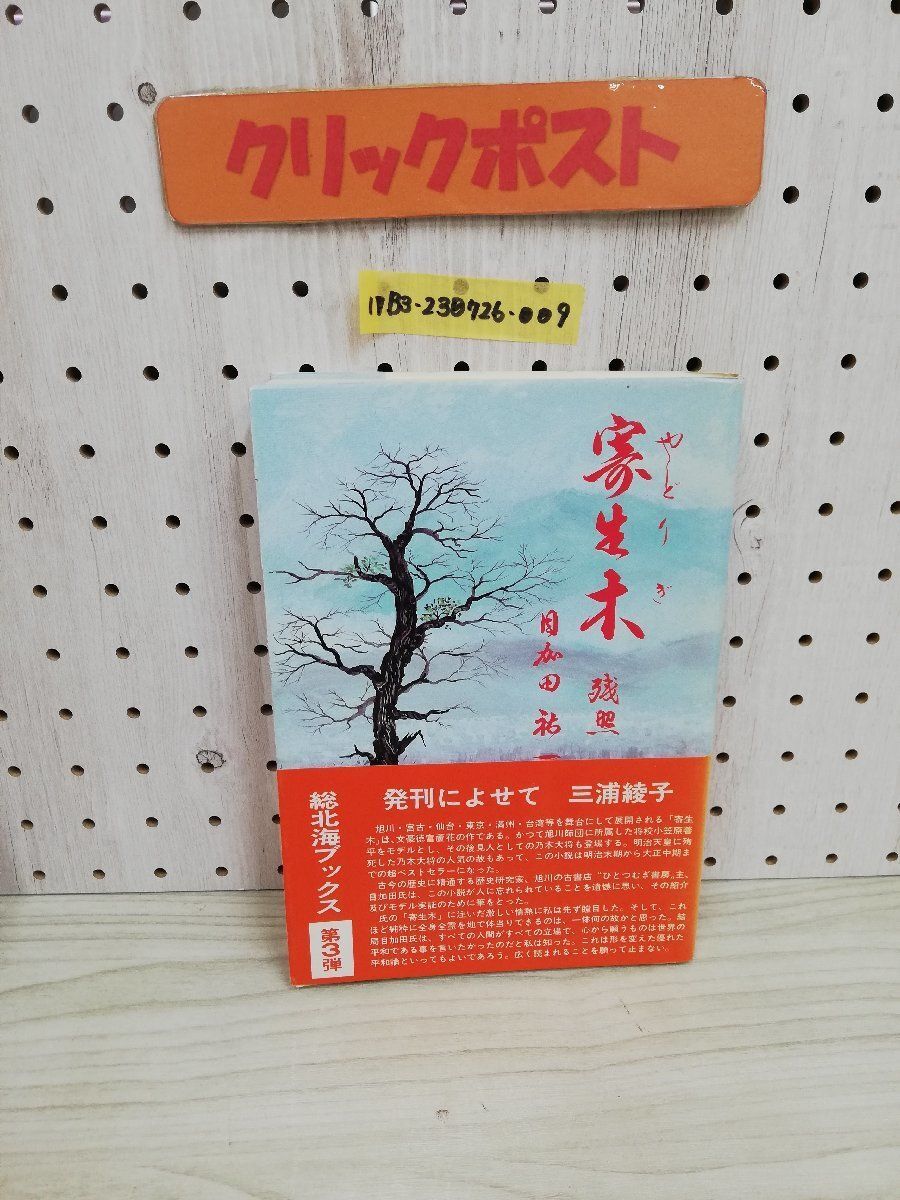 クリックポスト
1YB3-230726-009
やどりぎ
寄生木 残照
目加田 祐一
総北海ブックス
第3弾
発刊によせて 三浦綾子
旭川・宮古・仙台・東京・満州・台湾等を舞台にして展開される「寄生
木」は、文豪徳富蘆花の作である。かつて旭川師団に所属した将校小笠原善
平をモデルとし、その後見人としての乃木大将も登場する。明治天皇に殉
死した乃木大将の人気の故もあって、この小説は明治末期から大正中期ま
での超ベストセラーになった。
古今の歴史に精通する歴史研究家、旭川の古書店“ひとつむぎ書房〟主、
目加田氏は、この小説が人に忘れられていることを遺憾に思い、その紹介
及びモデル実証のために筆をとった。
氏の「寄生木」に注いだ激しい情熱に私は先ず瞠目した。そして、これ
ほど純粋に全身全霊を以て体当りできるのは、一体何の故かと思った。結
局目加田氏は、すべての人間がすべての立場で、心から願うものは世界の
平和である事を言いたかったのだと私は知った。これは形を変えた優れた
平和論といってもよいであろう。広く読まれることを願って止まない。